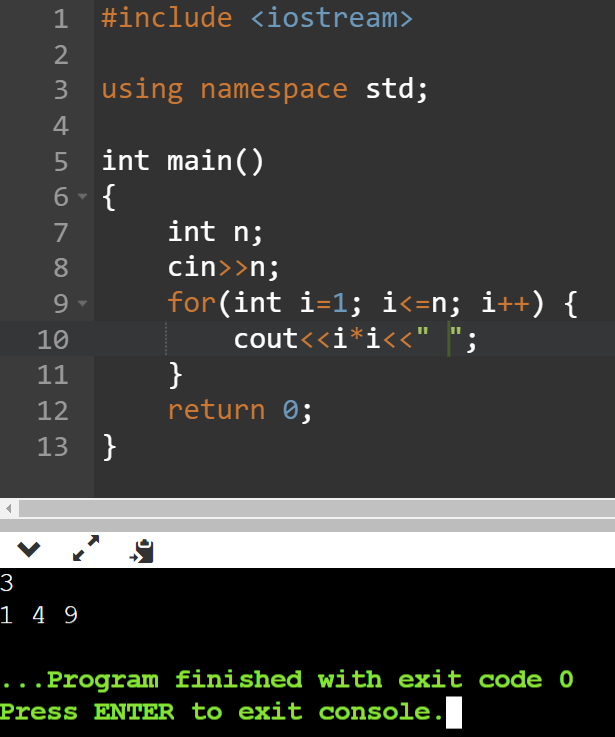 1 #include <iostream>
2
3 using namespace std;
4
5 int main()
6 {
7     int n;
8     cin>>n;
9     for(int i=1; i<=n; i++) {
10         cout<<i*i<<" ";
11     }
12     return 0;
13 }
3
1 4 9
...Program finished with exit code 0
Press ENTER to exit console.